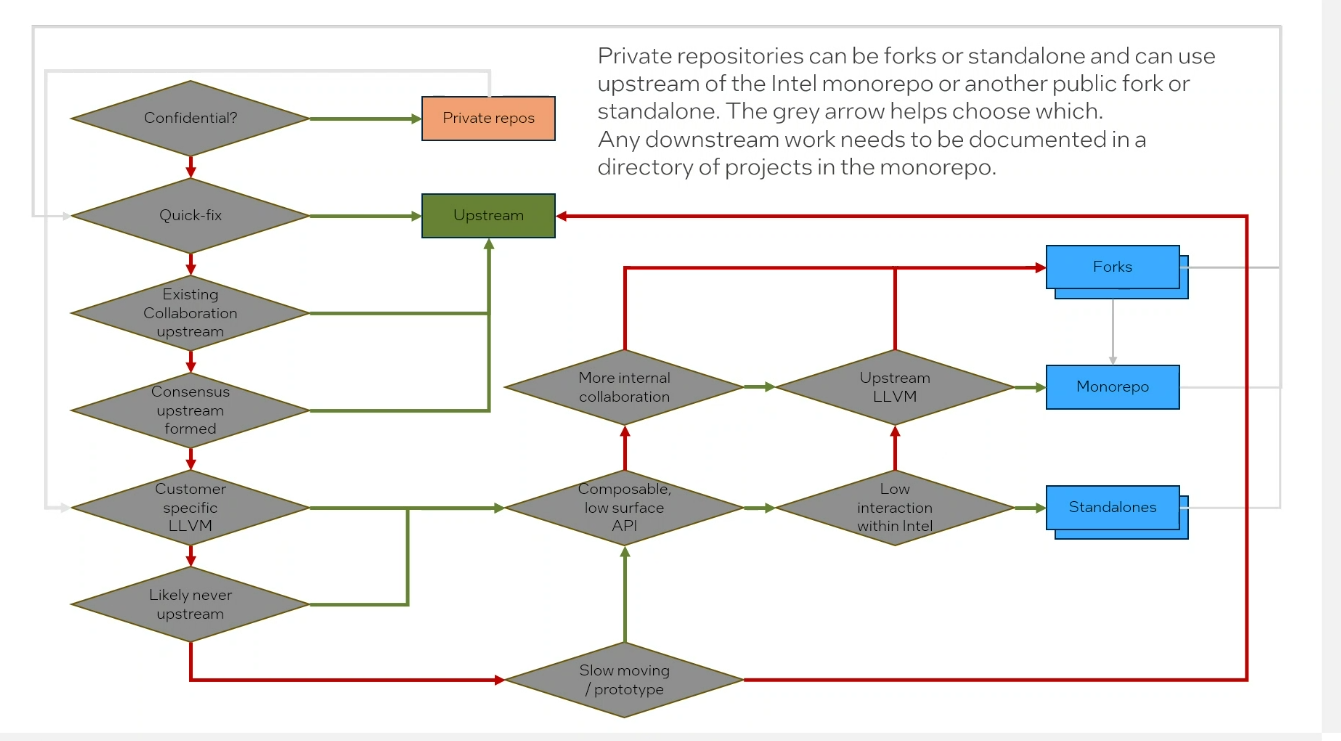 Private repositories can be forks or standalone and can use
upstream of the Intel monorepo or another public fork or
standalone. The grey arrow helps choose which.
Any downstream work needs to be documented in a
directory of projects in the monorepo.
Confidential?
Private repos
Quick-fix
Upstream
Existing
Collaboration
upstream
Forks
Consensus
upstream
formed
More internal
collaboration
Upstream
LLVM
Monorepo
Customer
specific
LLVM
Composable,
low surface
API
Low
interaction
within Intel
Standalones
Likely never
upstream
Slow moving
/ prototype